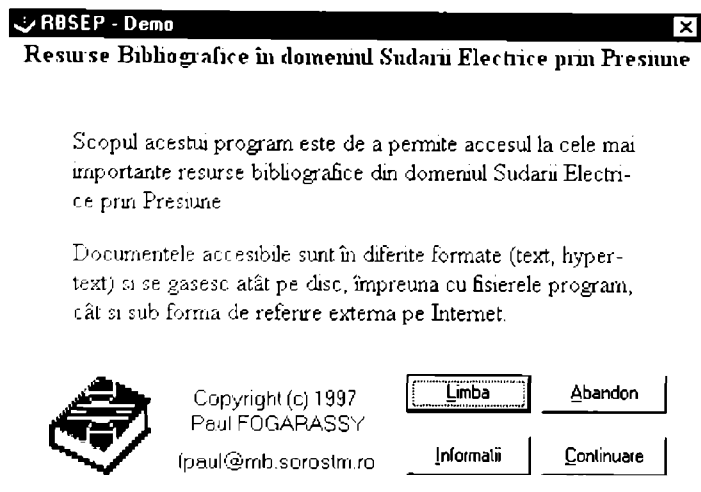 RBSEP - Demo
Resurse Bibliografice în domeniul Sudarii Electrice prin Presiune
Scopul acestui program este de a permite accesul la cele mai
importante resurse bibliografice din domeniul Sudarii Electri-
ce prin Presiune
Documentele accesibile sunt în diferite formate (text, hyper-
text) si se gasesc atât pe disc, împreuna cu fisierele program,
cât si sub forma de referire externa pe Internet.
Copyright (c) 1997
Paul FOGARASSY
fpaul@mb.sorostm.ro
Limba Abandon
Informatii Continuare